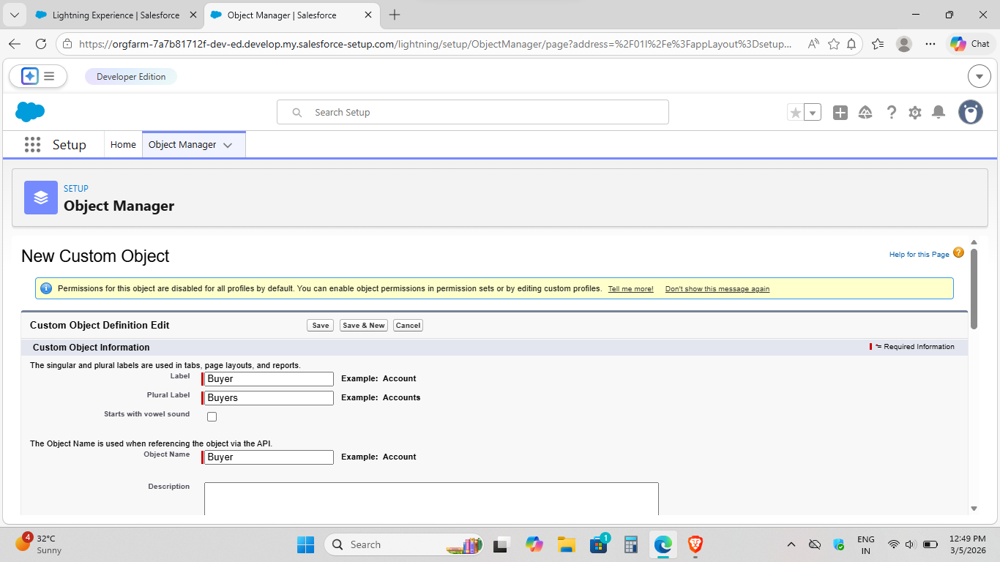 Lightning Experience | Salesforce
Object Manager | Salesforce
https://orgfarm-7a7b81712f-dev-ed.develop.my.salesforce-setup.com/lightning/setup/ObjectManager/page?address=%2F01I%2Fe%3FappLayout%3Dsetup...
Chat
Developer Edition
Search Setup
Setup
Home
Object Manager
SETUP
Object Manager
New Custom Object
Help for this Page
Permissions for this object are disabled for all profiles by default. You can enable object permissions in permission sets or by editing custom profiles. Tell me more! Don't show this message again
Custom Object Definition Edit
Save
Save & New
Cancel
Custom Object Information
= Required Information
The singular and plural labels are used in tabs, page layouts, and reports.
Label
Buyer
Example: Account
Plural Label
Buyers
Example: Accounts
Starts with vowel sound
The Object Name is used when referencing the object via the API.
Object Name
Buyer
Example: Account
Description
4
32°C
Sunny
Search
1
ENG
IN
12:49 PM
3/5/2026